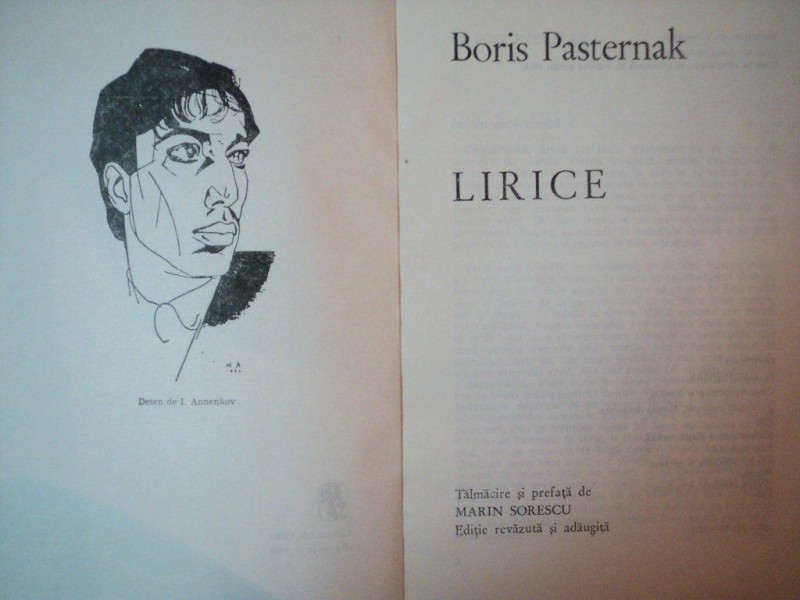 Desen de I. Annenkov
Boris Pasternak
LIRICE
Tălmăcire și prefață de
MARIN SORESCU
Ediție revăzută și adăugită